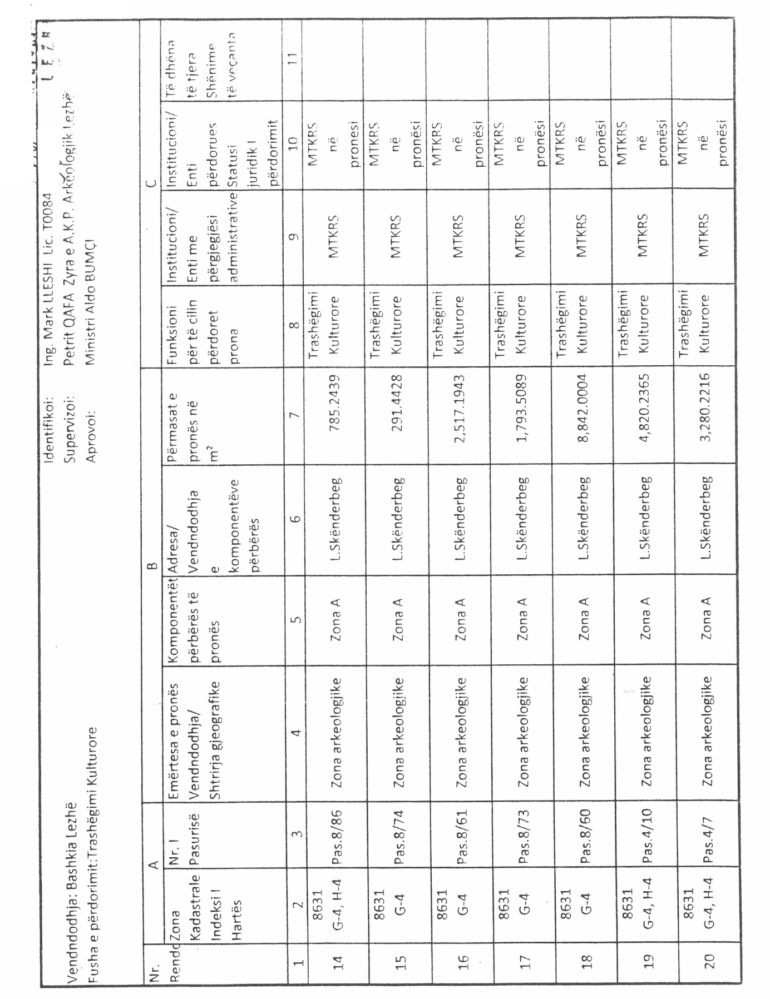 LEZH
Vendndodhja: Bashkia Lezhë
Fusha e përdorimit:Trashëgimi Kulturore
Identifikoi: Ing. Mark LLESHI Lic. T0084
Supervizoi: Petrit QAFA Zyra e A.K.P. Arkeologjik Lezhë
Aprovoi: Ministri Aldo BUMÇI
Nr. A B C
Rendo Zona Nr. I Emërtesa e pronës Komponentët Adresa/ Përmasat e Funksioni Institucioni/ Institucioni/ Të dhëna
Kadastrale Pasurisë Vendndodhja/ përbërës të Vendndodhja pronës në për të cilin Enti me Enti të tjera
Indeksi I Shtrirja gjeografike pronës e m² përdoret përgjegjësi përdorues Shënime
Hartës komponentëve prona administrative Statusi të veçanta
përbërës juridik I
përdorimit
1 2 3 4 5 6 7 8 9 10 11
8631 Trashëgimi MTKRS
14 G-4, H-4 Pas.8/86 Zona arkeologjike Zona A L.Skënderbeg 785.2439 Kulturore MTKRS në
pronesi
8631 Trashëgimi MTKRS
15 G-4 Pas.8/74 Zona arkeologjike Zona A L.Skënderbeg 291.4428 Kulturore MTKRS në
pronësi
8631 Trashëgimi MTKRS
16 G-4 Pas.8/61 Zona arkeologjike Zona A L.Skënderbeg 2,517.1943 Kulturore MTKRS në
pronësi
8631 Trashëgimi MTKRS
17 G-4 Pas.8/73 Zona arkeologjike Zona A L.Skënderbeg 1,793.5089 Kulturore MTKRS në
pronësi
8631 Trashëgimi MTKRS
18 G-4 Pas.8/60 Zona arkeologjike Zona A L.Skënderbeg 8,842.0004 Kulturore MTKRS në
pronësi
8631 Trashëgimi MTKRS
19 G-4, H-4 Pas.4/10 Zona arkeologjike Zona A L.Skënderbeg 4,820.2365 Kulturore MTKRS në
pronësi
8631 Trashëgimi MTKRS
20 G-4, H-4 Pas.4/7 Zona arkeologjike Zona A L.Skënderbeg 3,280.2216 Kulturore MTKRS në
pronësi